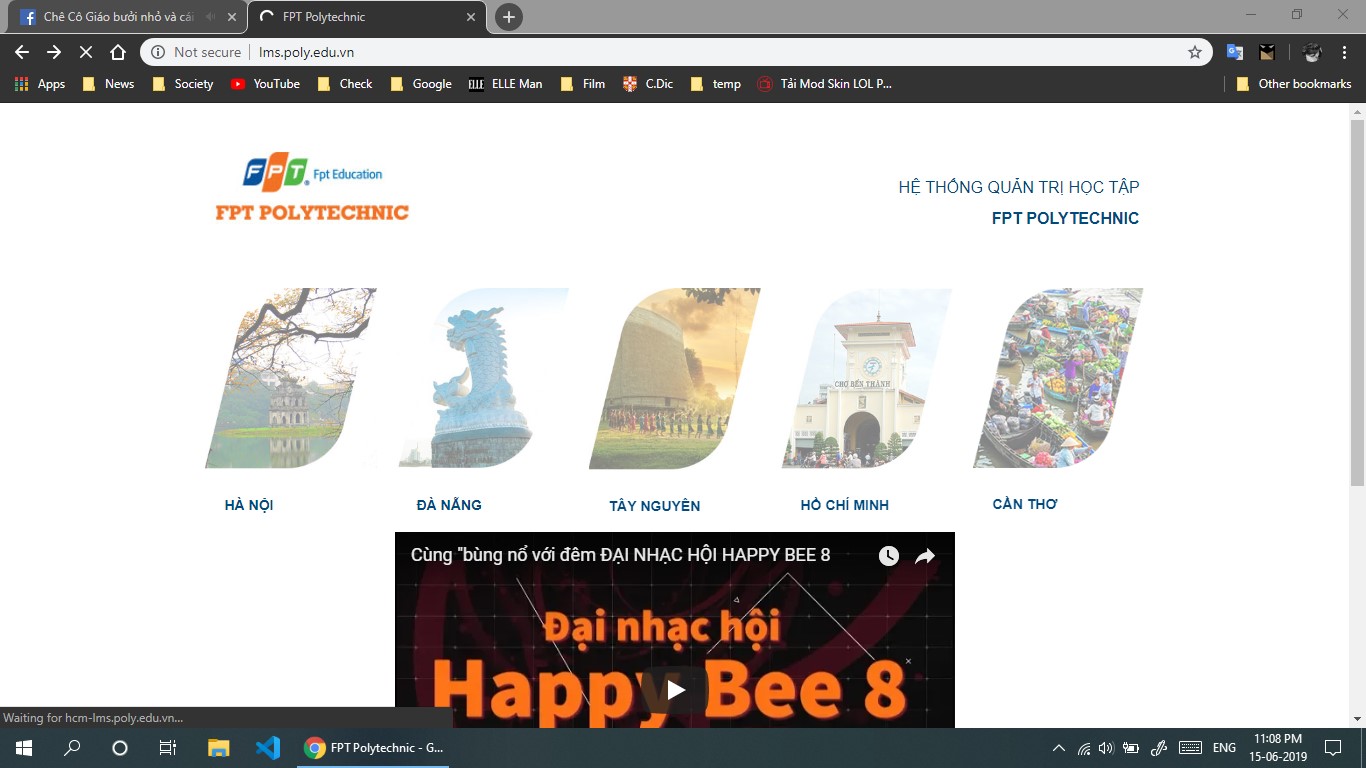 Chê Cô Giáo bưởi nhỏ và cái
FPT Polytechnic
Not secure
lms.poly.edu.vn
Apps
News
Society
YouTube
Check
Google
ELLE
ELLE Man
Film
C.Dic
temp
Tải Mod Skin LOL P...
Other bookmarks
FPT Fpt Education
FPT POLYTECHNIC
HỆ THỐNG QUẢN TRỊ HỌC TẬP
FPT POLYTECHNIC
CHỢ BẾN THÀNH
HÀ NỘI
ĐÀ NẴNG
TÂY NGUYÊN
HỒ CHÍ MINH
CẦN THƠ
Cùng "bùng nổ với đêm ĐẠI NHẠC HỘI HAPPY BEE 8
Đại nhạc hội
Happy Bee 8
Waiting for hcm-lms.poly.edu.vn...
FPT Polytechnic - G...
ENG
11:08 PM
15-06-2019